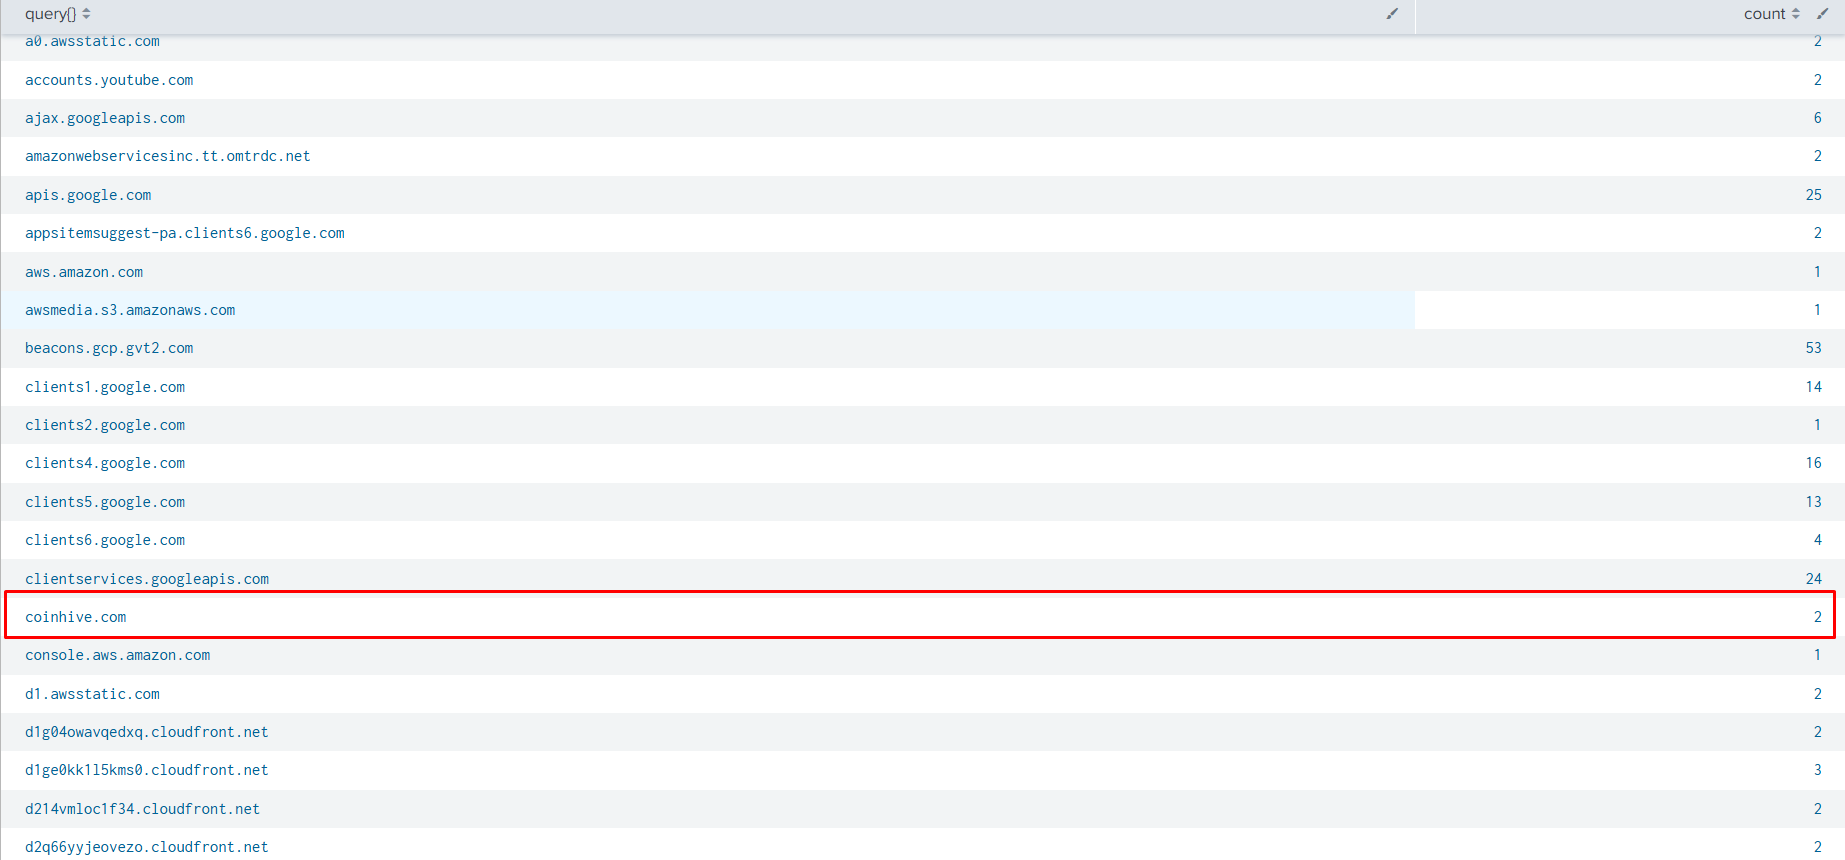 query{} count
a0.awsstatic.com 2
accounts.youtube.com 2
ajax.googleapis.com 6
amazonwebservicesinc.tt.omtrdc.net 2
apis.google.com 25
appsitemsuggest-pa.clients6.google.com 2
aws.amazon.com 1
awsmedia.s3.amazonaws.com 1
beacons.gcp.gvt2.com 53
clients1.google.com 14
clients2.google.com 1
clients4.google.com 16
clients5.google.com 13
clients6.google.com 4
clientservices.googleapis.com 24
coinhive.com 2
console.aws.amazon.com 1
d1.awsstatic.com 2
d1g04owavqedxq.cloudfront.net 2
d1ge0kk1l5kms0.cloudfront.net 3
d214vmloc1f34.cloudfront.net 2
d2q66yyjeovezo.cloudfront.net 2